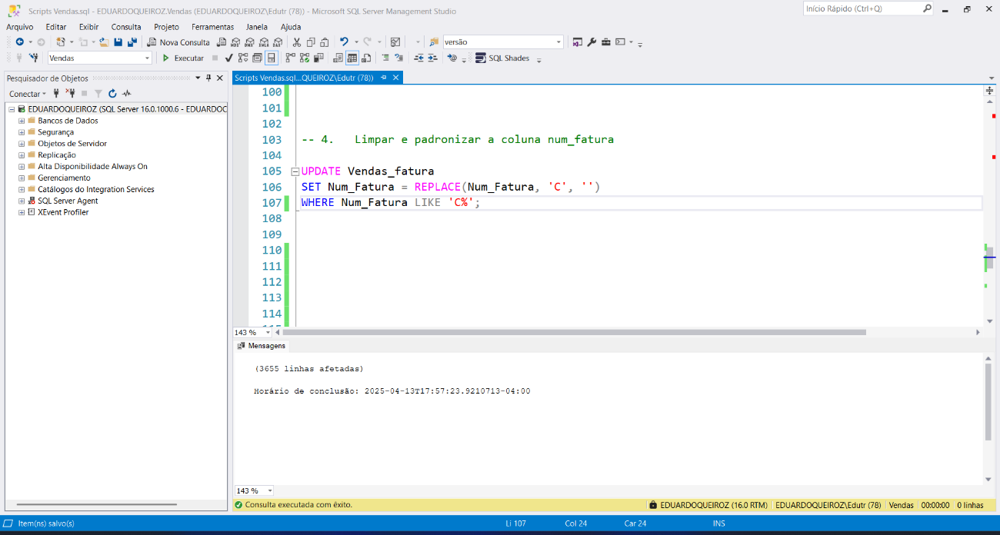 Scripts Vendas.sql - EDUARDOQUEIROZ.Vendas (EDUARDOQUEIROZ\Edutr (78)) - Microsoft SQL Server Management Studio
Início Rápido (Ctrl+Q)
Arquivo Editar Exibir Consulta Projeto Ferramentas Janela Ajuda
Nova Consulta MDX DMX XMLA DAX versão
Vendas Executar SQL Shades
Pesquisador de Objetos
Conectar
EDUARDOQUEIROZ (SQL Server 16.0.1000.6 - EDUARDOC
Bancos de Dados
Segurança
Objetos de Servidor
Replicação
Alta Disponibilidade Always On
Gerenciamento
Catálogos do Integration Services
SQL Server Agent
XEvent Profiler
Scripts Vendas.sql...QUEIROZ\Edutr (78))
100
101
102
103 -- 4. Limpar e padronizar a coluna num_fatura
104
105 UPDATE Vendas_fatura
106 SET Num_Fatura = REPLACE(Num_Fatura, 'C', '')
107 WHERE Num_Fatura LIKE 'C%';
108
109
110
111
112
113
114
143 %
Mensagens
(3655 linhas afetadas)
Horário de conclusão: 2025-04-13T17:57:23.9210713-04:00
143 %
Consulta executada com êxito. EDUARDOQUEIROZ (16.0 RTM) EDUARDOQUEIROZ\Edutr (78) Vendas 00:00:00 0 linhas
Item(ns) salvo(s) Li 107 Col 24 Car 24 INS